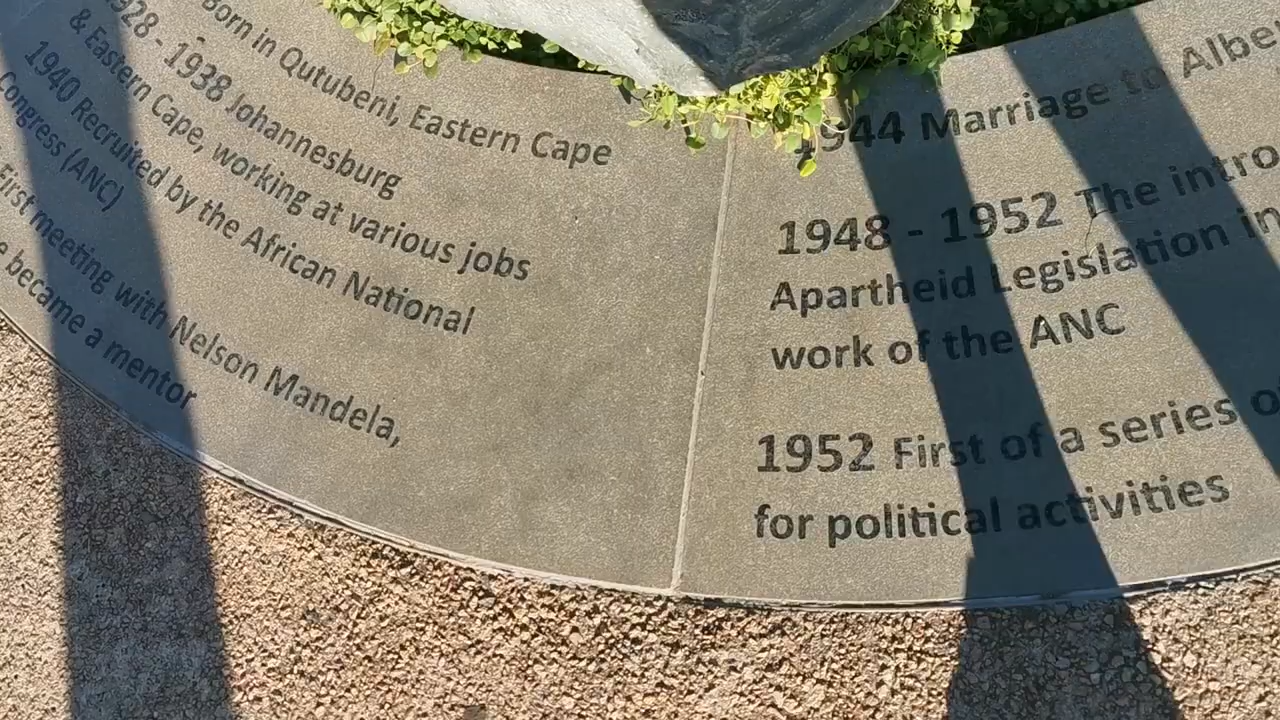 Born in Qutubeni, Eastern Cape
1928 - 1938 Johannesburg
& Eastern Cape, working at various jobs
1940 Recruited by the African National
Congress (ANC)
First meeting with Nelson Mandela,
became a mentor
1944 Marriage to
1948 - 1952 The
Apartheid Legislation in
work of the ANC
1952 First of a series
for political activities